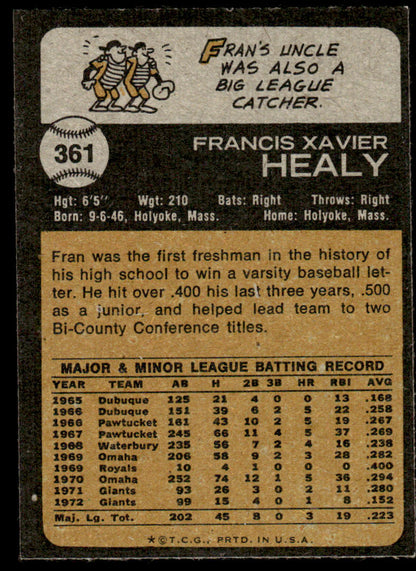 FRAN'S UNCLE
WAS ALSO A
BIG LEAGUE
CATCHER.
361
FRANCIS XAVIER
HEALY
Hgt: 6'5" Wgt: 210 Bats: Right Throws: Right
Born: 9-6-46, Holyoke, Mass. Home: Holyoke, Mass.
Fran was the first freshman in the history of
his high school to win a varsity baseball let-
ter. He hit over .400 his last three years, .500
as a junior, and helped lead team to two
Bi-County Conference titles.
MAJOR & MINOR LEAGUE BATTING RECORD
YEAR TEAM AB H 2B 3B HR RBI AVG
1965 Dubuque 125 21 4 0 0 13 .168
1966 Dubuque 151 39 6 2 5 22 .258
1966 Pawtucket 161 43 10 2 5 19 .267
1967 Pawtucket 245 66 11 4 5 37 .269
1968 Waterbury 235 56 7 2 4 16 .238
1969 Omaha 206 58 9 2 3 28 .282
1969 Royals 10 4 1 0 0 0 .400
1970 Omaha 252 74 12 1 5 36 .294
1971 Giants 93 26 3 0 2 11 .280
1972 Giants 99 15 4 0 1 8 .152
Maj. Lg. Tot. 202 45 8 0 3 19 .223
*©T.C.G., PRTD. IN U.S.A.